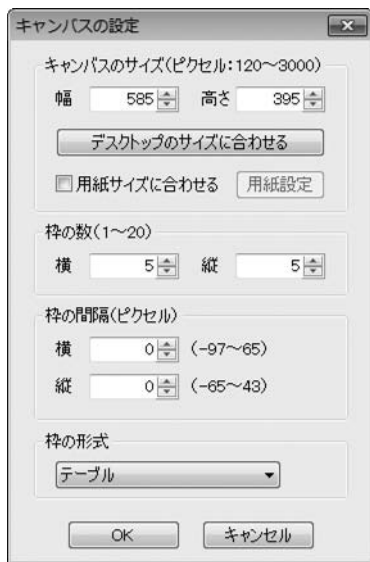 キャンバスの設定
キャンバスのサイズ(ピクセル:120～3000)
幅 585 高さ 395
デスクトップのサイズに合わせる
用紙サイズに合わせる 用紙設定
枠の数(1～20)
横 5 縦 5
枠の間隔(ピクセル)
横 0 (-97～65)
縦 0 (-65～43)
枠の形式
テーブル
OK キャンセル